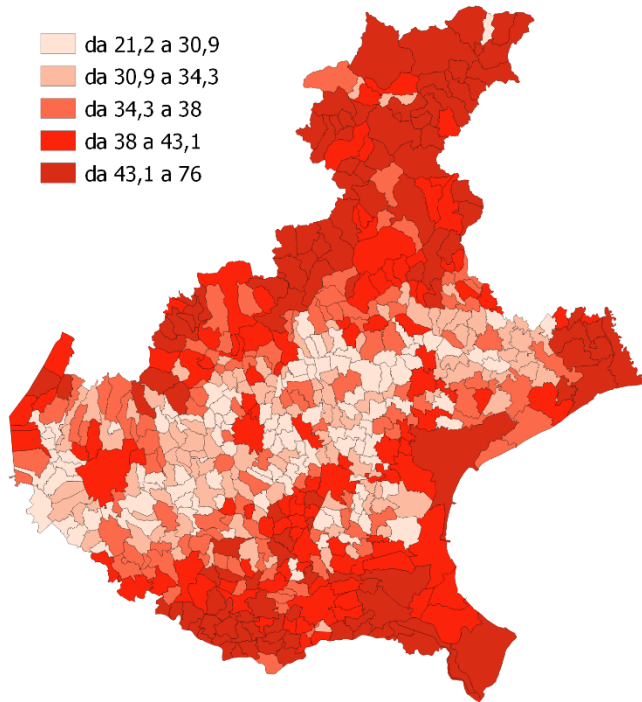 da 21,2 a 30,9
da 30,9 a 34,3
da 34,3 a 38
da 38 a 43,1
da 43,1 a 76